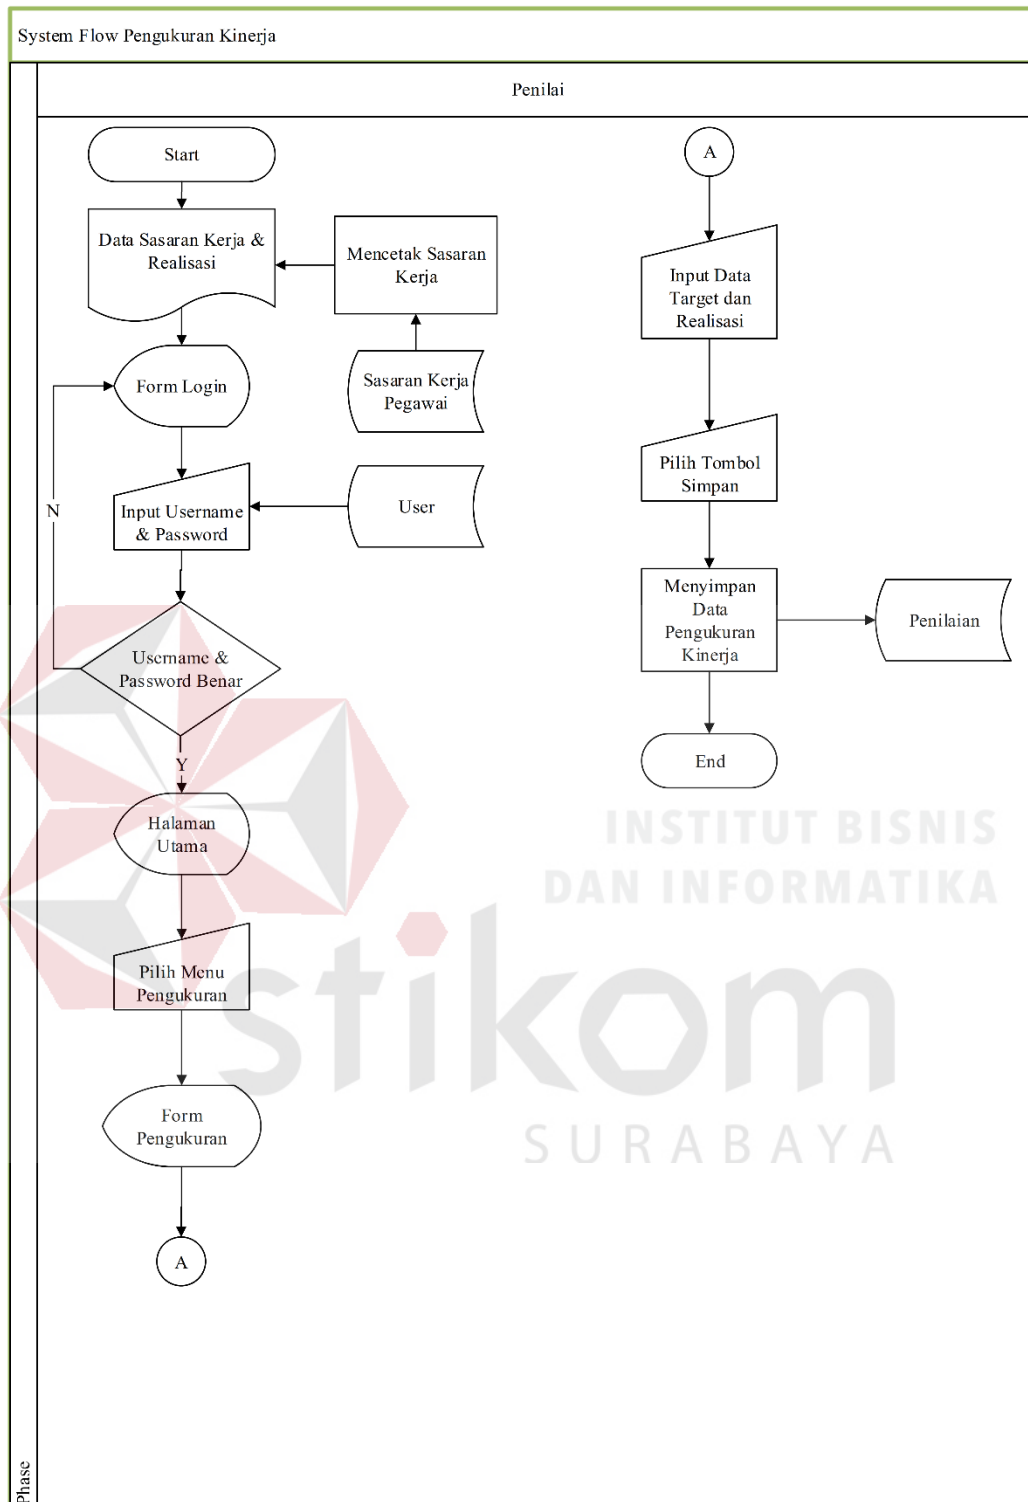 System Flow Pengukuran Kinerja
Penilai
Start
Data Sasaran Kerja &
Realisasi
Mencetak Sasaran
Kerja
Form Login
Sasaran Kerja
Pegawai
N
Input Username
& Password
User
Username &
Password Benar
Y
Halaman
Utama
Pilih Menu
Pengukuran
Form
Pengukuran
A
A
Input Data
Target dan
Realisasi
Pilih Tombol
Simpan
Menyimpan
Data
Pengukuran
Kinerja
Penilaian
End
INSTITUT BISNIS
DAN INFORMATIKA
stikom
SURABAYA
Phase